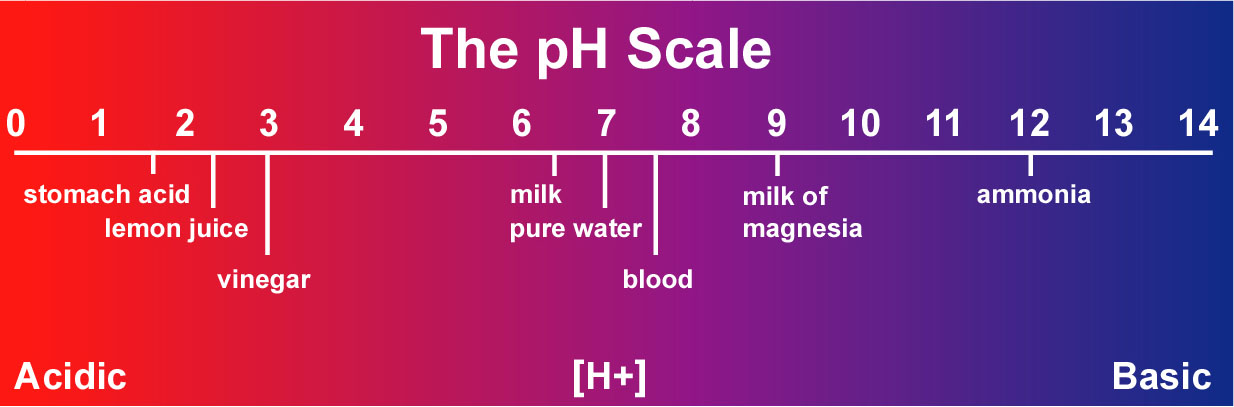 The pH Scale
0 1 2 3 4 5 6 7 8 9 10 11 12 13 14
stomach acid
lemon juice
vinegar
milk
pure water
blood
milk of
magnesia
ammonia
Acidic [H+] Basic